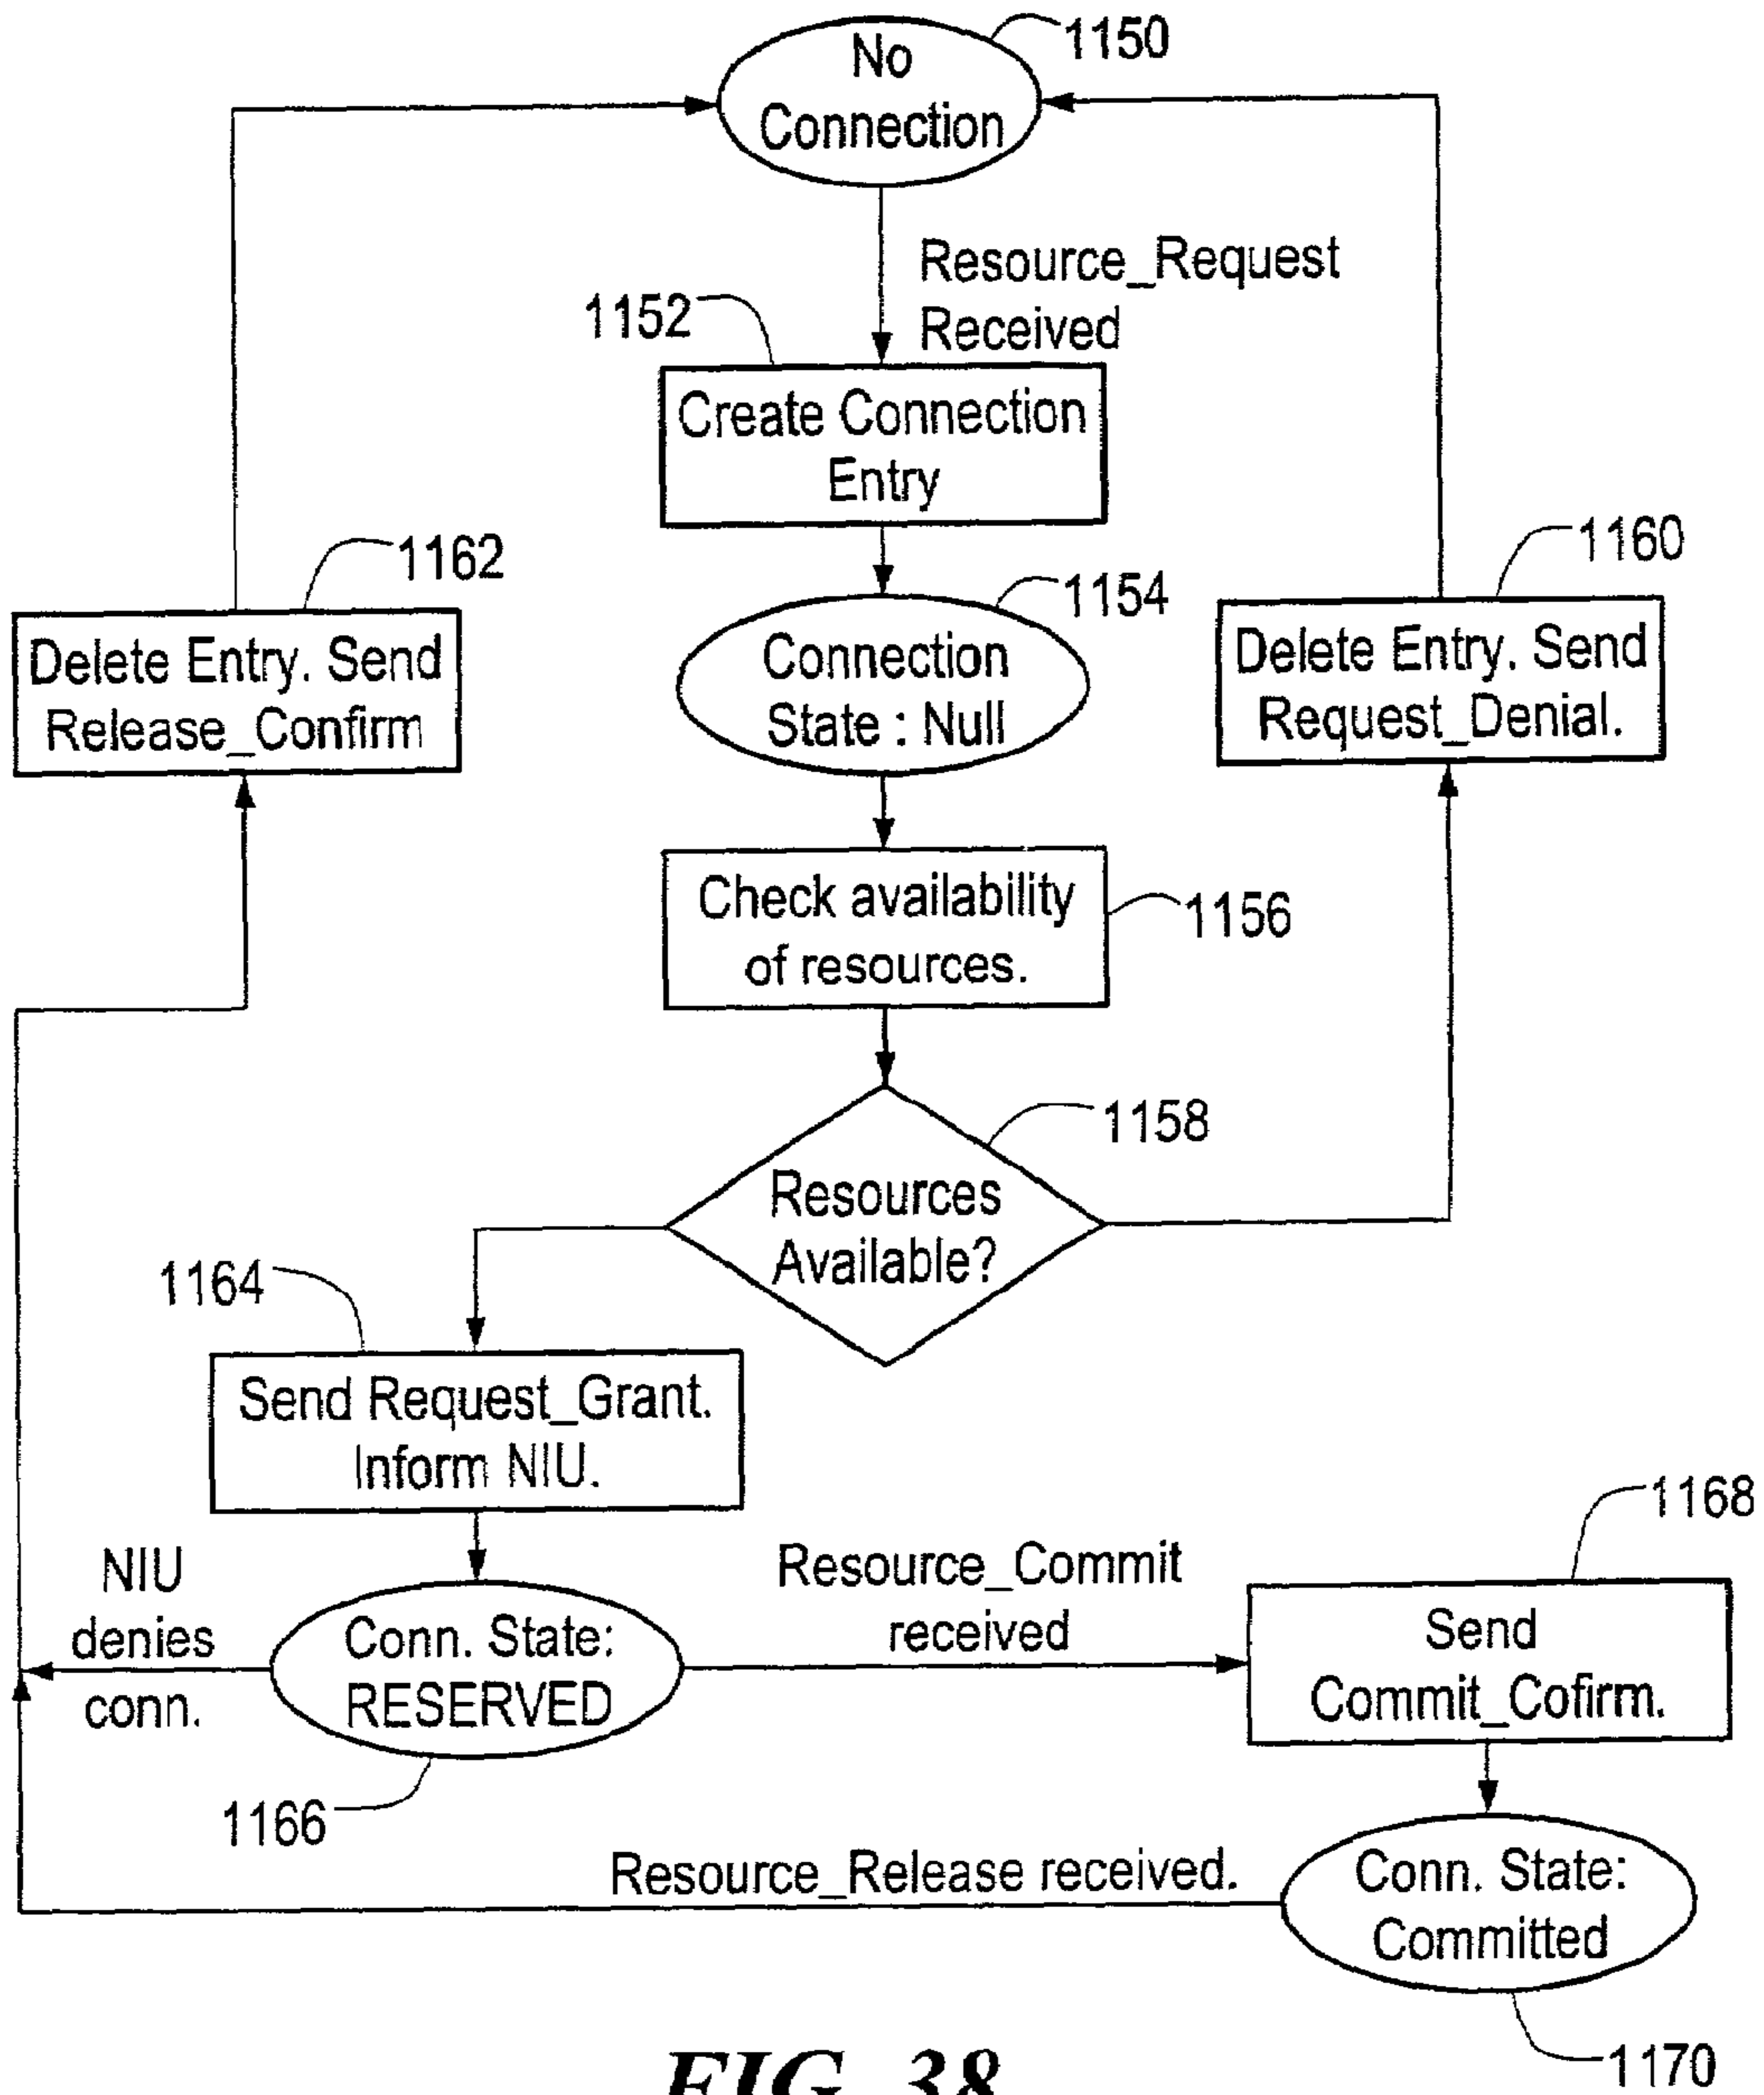 1150
No
Connection
Resource_Request
Received
1152
Create Connection
Entry
1162
1160
1154
Delete Entry. Send
Release_Confirm
Connection
State : Null
Delete Entry. Send
Request_Denial.
Check availability
of resources.
1156
1158
Resources
Available?
1164
Send Request_Grant.
Inform NIU.
1168
NIU
denies
conn.
Conn. State:
RESERVED
Resource_Commit
received
Send
Commit_Cofirm.
1166
Resource_Release received.
Conn. State:
Committed
1170
FIG. 38